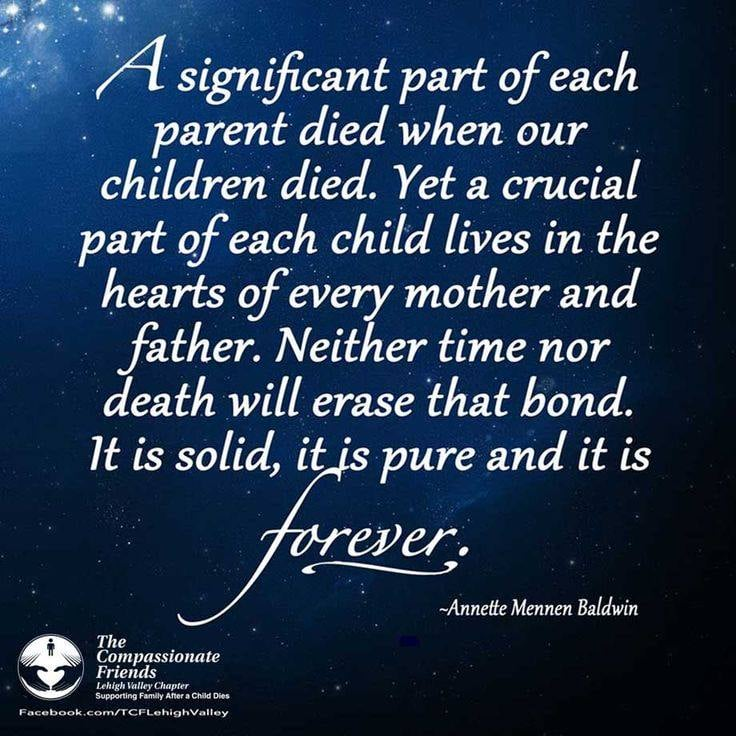 A significant part of each
parent died when our
children died. Yet a crucial
part of each child lives in the
hearts of every mother and
father. Neither time nor
death will erase that bond.
It is solid, it is pure and it is
forever.
~Annette Mennen Baldwin
The
Compassionate
Friends
Lehigh Valley Chapter
Supporting Family After a Child Dies
Facebook.com/TCFLehighValley